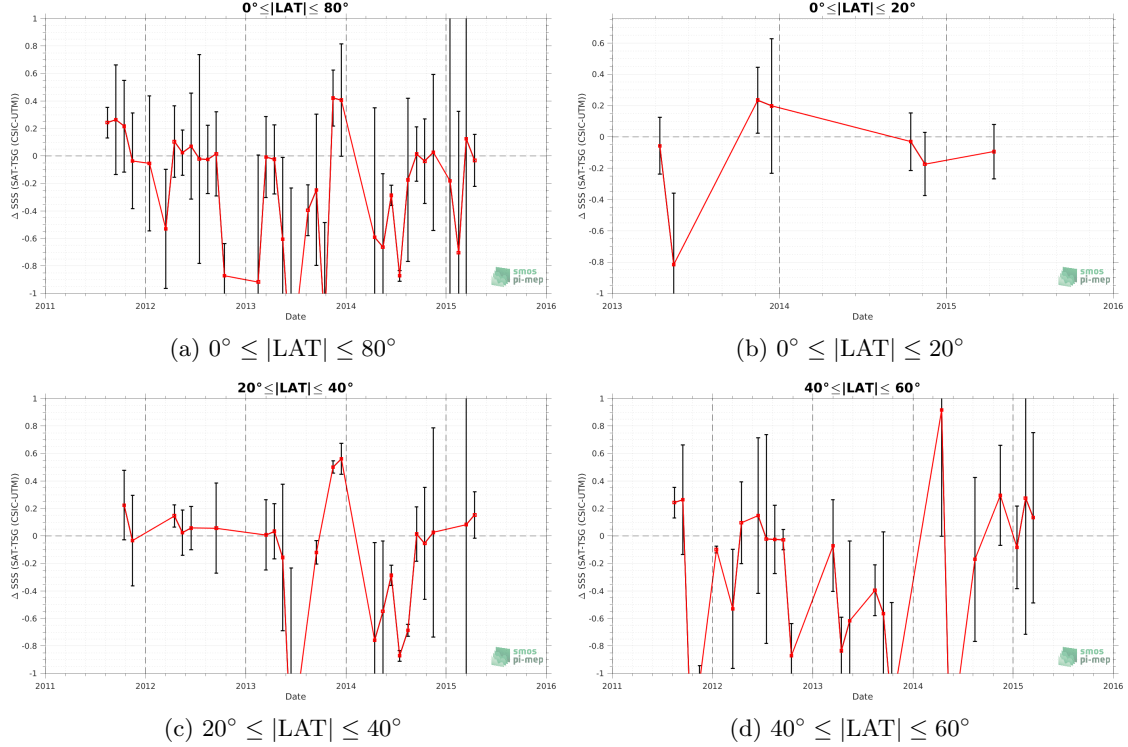 0°≤|LAT|≤ 80°
1
0.8
0.6
0.4
0.2
0
-0.2
-0.4
-0.6
-0.8
-1
Δ SSS (SAT-TSG (CSIC-UTM))
2011
2012
2013
2014
2015
2016
Date
smos
pi-mep
(a) 0° ≤ |LAT| ≤ 80°
0°≤|LAT|≤ 20°
0.6
0.4
0.2
0
-0.2
-0.4
-0.6
-0.8
-1
Δ SSS (SAT-TSG (CSIC-UTM))
2013
2014
2015
2016
Date
smos
pi-mep
(b) 0° ≤ |LAT| ≤ 20°
20°≤|LAT|≤ 40°
1
0.8
0.6
0.4
0.2
0
-0.2
-0.4
-0.6
-0.8
-1
Δ SSS (SAT-TSG (CSIC-UTM))
2011
2012
2013
2014
2015
2016
Date
smos
pi-mep
(c) 20° ≤ |LAT| ≤ 40°
40°≤|LAT|≤ 60°
1
0.8
0.6
0.4
0.2
0
-0.2
-0.4
-0.6
-0.8
-1
Δ SSS (SAT-TSG (CSIC-UTM))
2011
2012
2013
2014
2015
2016
Date
smos
pi-mep
(d) 40° ≤ |LAT| ≤ 60°